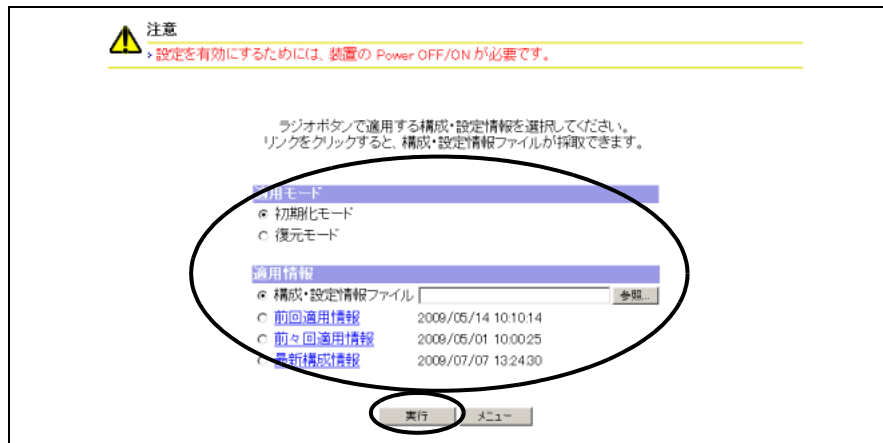 注意
設定を有効にするためには、装置の Power OFF/ON が必要です。
ラジオボタンで適用する構成・設定情報を選択してください。
リンクをクリックすると、構成・設定情報ファイルが採取できます。
適用モード
初期化モード
復元モード
適用情報
構成・設定情報ファイル 参照...
前回適用情報 2009/05/14 10:10:14
前々回適用情報 2009/05/01 10:00:25
最新構成情報 2009/07/07 13:24:30
実行 メニュー